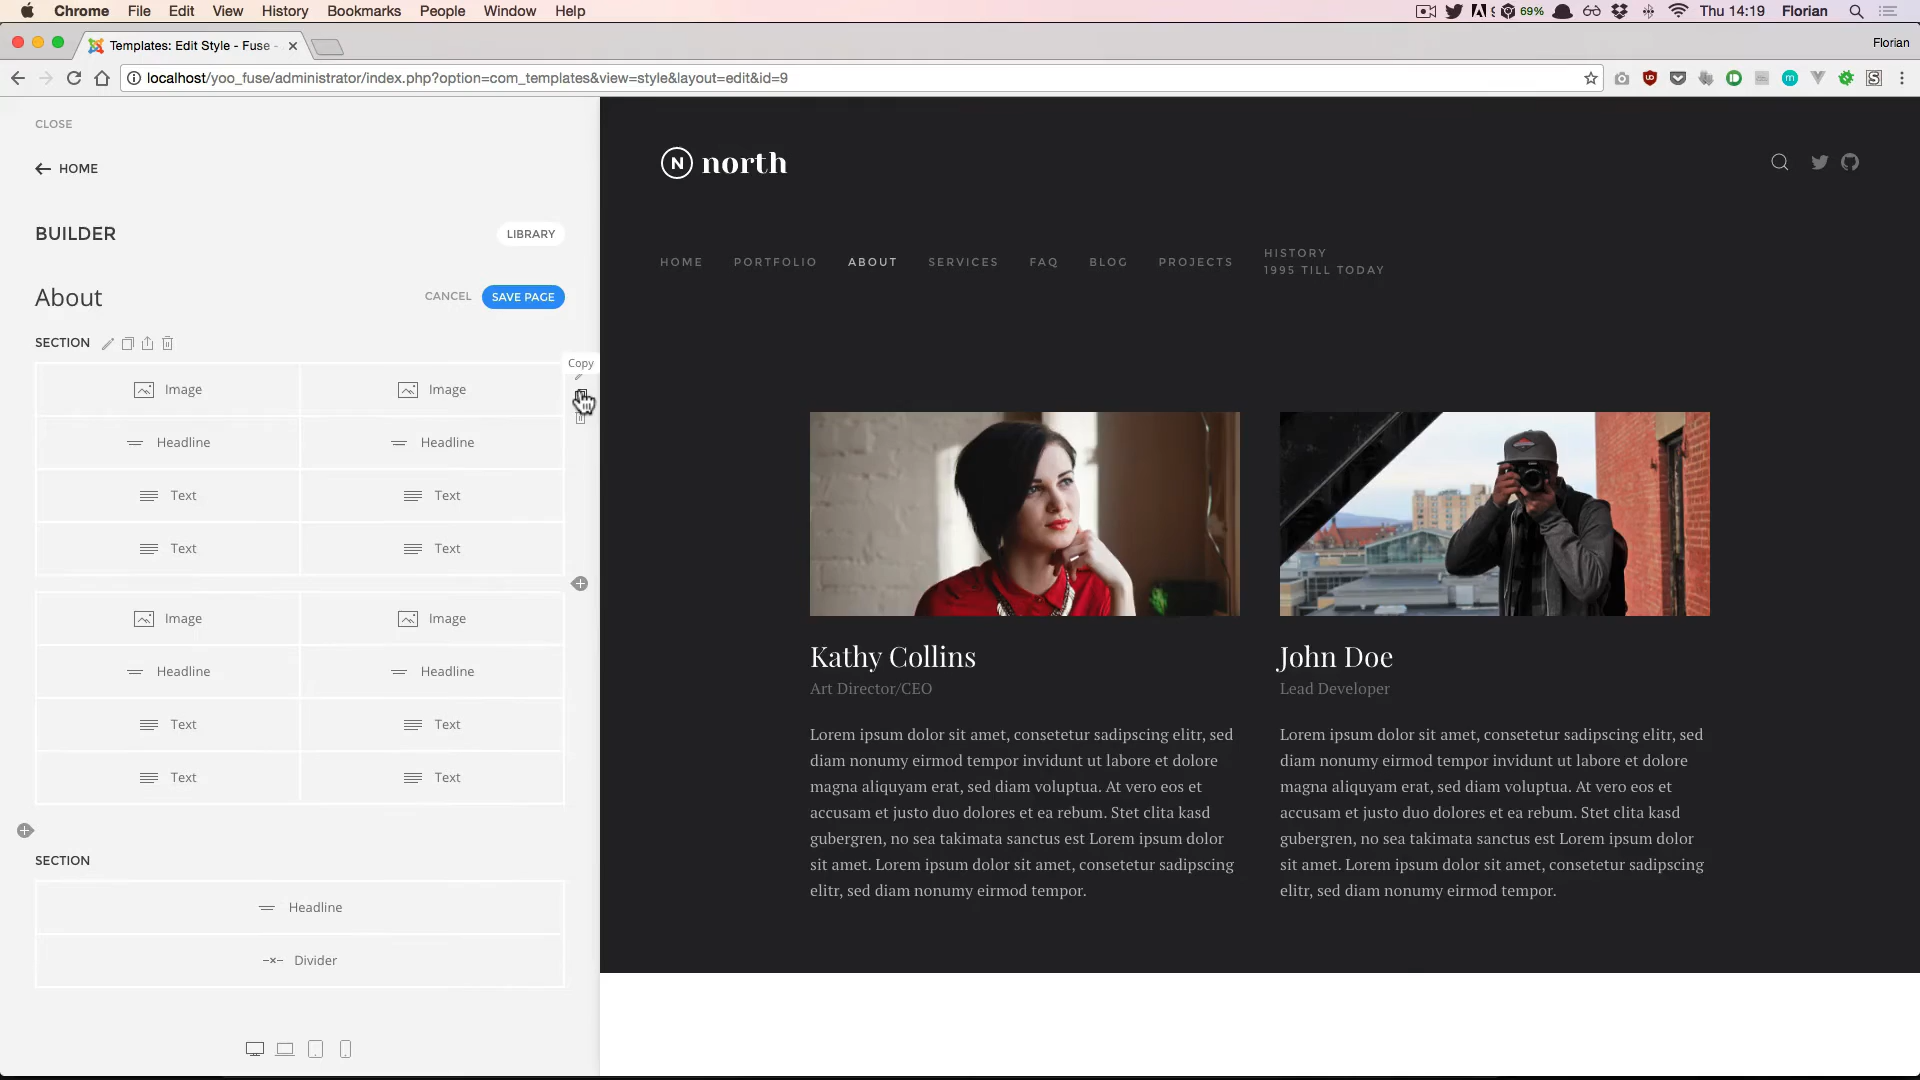 Chrome File Edit View History Bookmarks People Window Help
69% Thu 14:19 Florian
Templates: Edit Style - Fuse -
Florian
localhost/yoo_fuse/administrator/index.php?option=com_templates&view=style&layout=edit&id=9
CLOSE
HOME
BUILDER
LIBRARY
About
CANCEL
SAVE PAGE
SECTION
Copy
Image Image
Headline Headline
Text Text
Text Text
Image Image
Headline Headline
Text Text
Text Text
SECTION
Headline
Divider
N north
HOME PORTFOLIO ABOUT SERVICES FAQ BLOG PROJECTS HISTORY
1995 TILL TODAY
Kathy Collins
Art Director/CEO
Lorem ipsum dolor sit amet, consetetur sadipscing elitr, sed
diam nonumy eirmod tempor invidunt ut labore et dolore
magna aliquyam erat, sed diam voluptua. At vero eos et
accusam et justo duo dolores et ea rebum. Stet clita kasd
gubergren, no sea takimata sanctus est Lorem ipsum dolor
sit amet. Lorem ipsum dolor sit amet, consetetur sadipscing
elitr, sed diam nonumy eirmod tempor.
John Doe
Lead Developer
Lorem ipsum dolor sit amet, consetetur sadipscing elitr, sed
diam nonumy eirmod tempor invidunt ut labore et dolore
magna aliquyam erat, sed diam voluptua. At vero eos et
accusam et justo duo dolores et ea rebum. Stet clita kasd
gubergren, no sea takimata sanctus est Lorem ipsum dolor
sit amet. Lorem ipsum dolor sit amet, consetetur sadipscing
elitr, sed diam nonumy eirmod tempor.